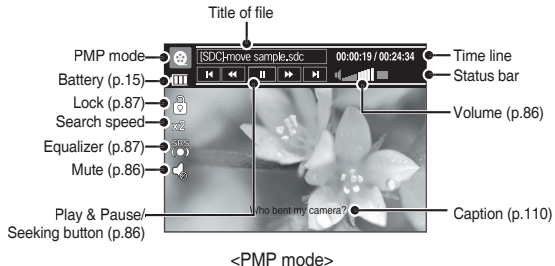 Title of file
PMP mode
[SDC]-move sample.sdc
00:00:19 / 00:24:34
Time line
Battery (p.15)
Status bar
Lock (p.87)
Search speed
x2
Volume (p.86)
Equalizer (p.87)
SRS
Mute (p.86)
Play & Pause/
Seeking button (p.86)
Who bent my camera?
Caption (p.110)
<PMP mode>